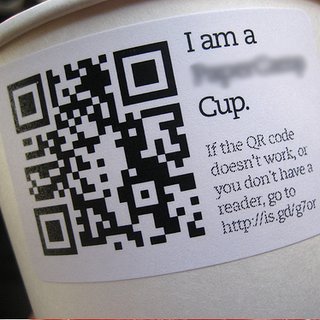 I am a
Cup.
If the QR code
doesn't work, or
you don't have a
reader, go to
http://is.gd/g7or